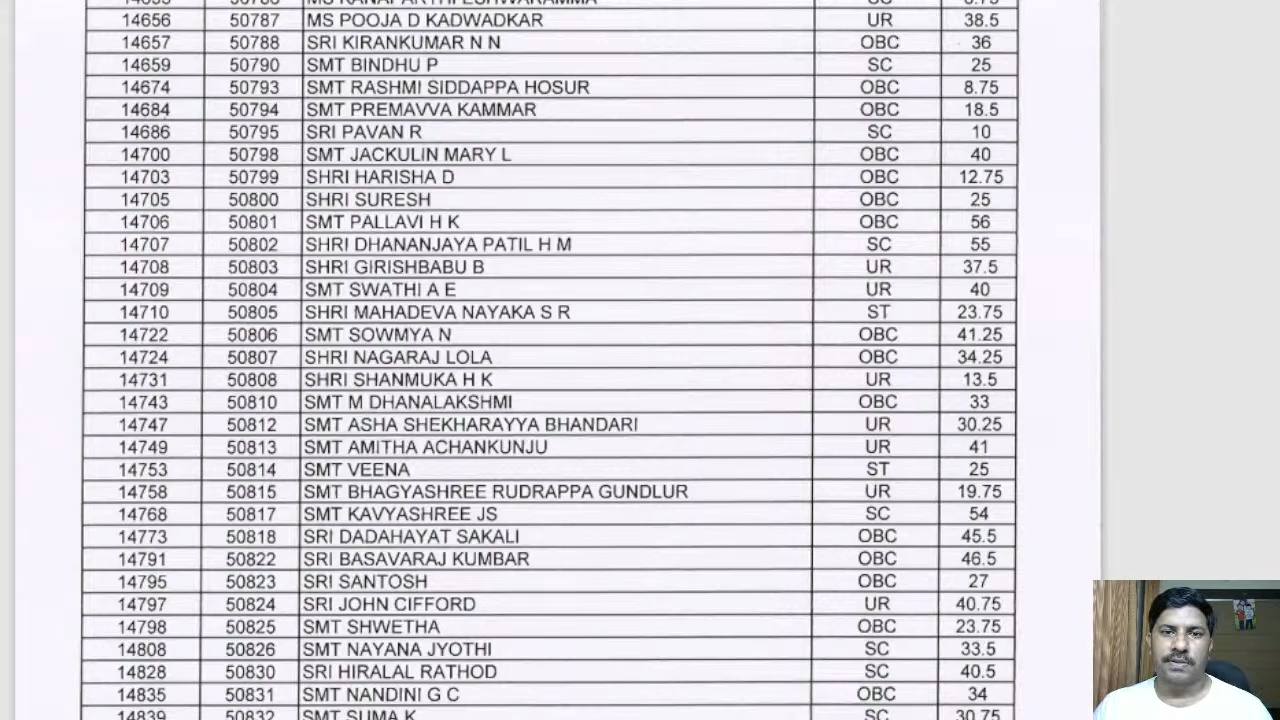 14656 50787 MS POOJA D KADWADKAR UR 38.5
14657 50788 SRI KIRANKUMAR N N OBC 36
14659 50790 SMT BINDHU P SC 25
14674 50793 SMT RASHMI SIDDAPPA HOSUR OBC 8.75
14684 50794 SMT PREMAVVA KAMMAR OBC 18.5
14686 50795 SRI PAVAN R SC 10
14700 50798 SMT JACKULIN MARY L OBC 40
14703 50799 SHRI HARISHA D OBC 12.75
14705 50800 SHRI SURESH OBC 25
14706 50801 SMT PALLAVI H K OBC 56
14707 50802 SHRI DHANANJAYA PATIL H M SC 55
14708 50803 SHRI GIRISHBABU B UR 37.5
14709 50804 SMT SWATHI A E UR 40
14710 50805 SHRI MAHADEVA NAYAKA S R ST 23.75
14722 50806 SMT SOWMYA N OBC 41.25
14724 50807 SHRI NAGARAJ LOLA OBC 34.25
14731 50808 SHRI SHANMUKA H K UR 13.5
14743 50810 SMT M DHANALAKSHMI OBC 33
14747 50812 SMT ASHA SHEKHARAYYA BHANDARI UR 30.25
14749 50813 SMT AMITHA ACHANKUNJU UR 41
14753 50814 SMT VEENA ST 25
14758 50815 SMT BHAGYASHREE RUDRAPPA GUNDLUR UR 19.75
14768 50817 SMT KAVYASHREE JS SC 54
14773 50818 SRI DADAHAYAT SAKALI OBC 45.5
14791 50822 SRI BASAVARAJ KUMBAR OBC 46.5
14795 50823 SRI SANTOSH OBC 27
14797 50824 SRI JOHN CIFFORD UR 40.75
14798 50825 SMT SHWETHA OBC 23.75
14808 50826 SMT NAYANA JYOTHI SC 33.5
14828 50830 SRI HIRALAL RATHOD SC 40.5
14835 50831 SMT NANDINI G C OBC 34
14839 50832 SMT SUMA K SC 30.75